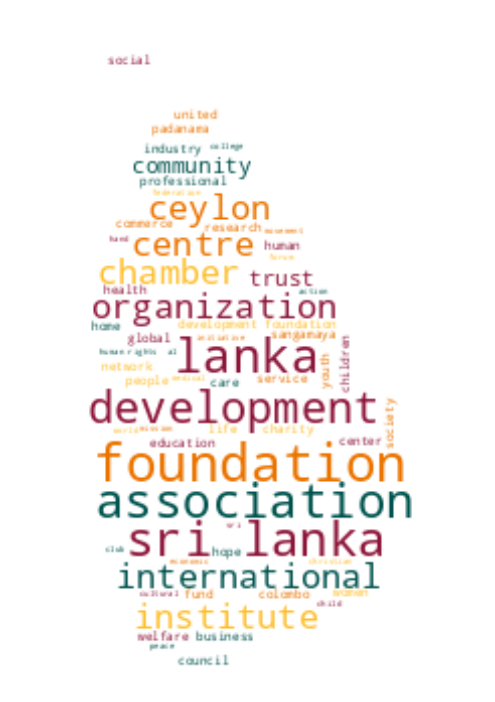 social
united
padanama
industry college
community
professional
federation
ceylon
commerce research movement
hand centre human
forum
chamber trust
health action
organization
home development foundation
global initiative sangamaya
human rights al lanka children
network youth
people medical care service
development society
world mission life charity
education center
foundation
association
sri
sri lanka
club hope
economic christian
international
cultural fund colombo women
child
institute
welfare business
peace
council